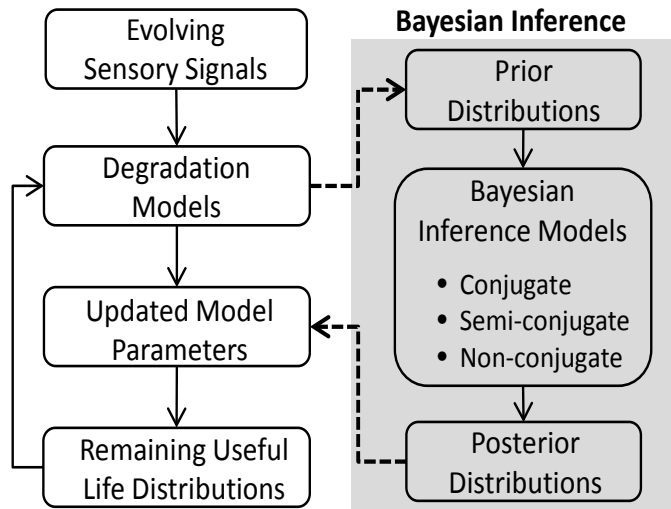 Evolving
Sensory Signals
Degradation
Models
Updated Model
Parameters
Remaining Useful
Life Distributions
Bayesian Inference
Prior
Distributions
Bayesian
Inference Models
• Conjugate
• Semi-conjugate
• Non-conjugate
Posterior
Distributions